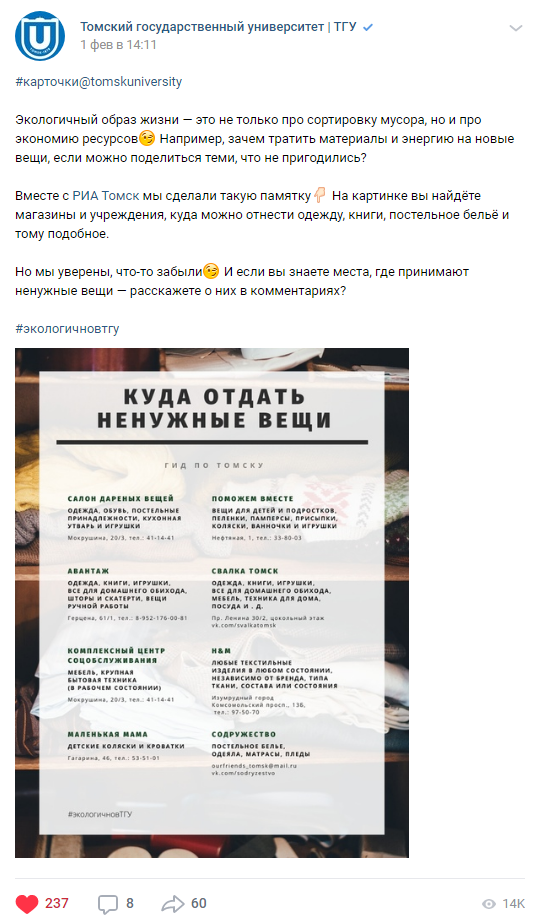 Томский государственный университет | ТГУ
1 фев в 14:11
#карточки@tomskuniversity
Экологичный образ жизни — это не только про сортировку мусора, но и про
экономию ресурсов Например, зачем тратить материалы и энергию на новые
вещи, если можно поделиться теми, что не пригодились?
Вместе с РИА Томск мы сделали такую памятку На картинке вы найдёте
магазины и учреждения, куда можно отнести одежду, книги, постельное бельё и
тому подобное.
Но мы уверены, что-то забыли И если вы знаете места, где принимают
ненужные вещи — расскажете о них в комментариях?
#экологичновтгу
КУДА ОТДАТЬ
НЕНУЖНЫЕ ВЕЩИ
ГИД ПО ТОМСКУ
САЛОН ДАРЕНЫХ ВЕЩЕЙ
ОДЕЖДА, ОБУВЬ, ПОСТЕЛЬНЫЕ
ПРИНАДЛЕЖНОСТИ, КУХОННАЯ
УТВАРЬ И ИГРУШКИ
Мокрушина, 20/3, тел.: 41-14-41
ПОМОЖЕМ ВМЕСТЕ
ВЕЩИ ДЛЯ ДЕТЕЙ И ПОДРОСТКОВ,
ПЕЛЕНКИ, ПАМПЕРСЫ, ПРИСЫПКИ,
КОЛЯСКИ, ВАННОЧКИ И ИГРУШКИ
Нефтяная, 1, тел.: 33-80-03
АВАНТАЖ
ОДЕЖДА, КНИГИ, ИГРУШКИ,
ВСЕ ДЛЯ ДОМАШНЕГО ОБИХОДА,
ШТОРЫ И СКАТЕРТИ, ВЕЩИ
РУЧНОЙ РАБОТЫ
Герцена, 61/1, тел.: 8-952-176-00-81
СВАЛКА ТОМСК
ОДЕЖДА, КНИГИ, ИГРУШКИ,
ВСЕ ДЛЯ ДОМАШНЕГО ОБИХОДА,
МЕБЕЛЬ, ТЕХНИКА ДЛЯ ДОМА,
ПОСУДА И . Д.
Пр. Ленина 30/2, цокольный этаж
vk.com/svalkatomsk
КОМПЛЕКСНЫЙ ЦЕНТР
СОЦОБСЛУЖИВАНИЯ
МЕБЕЛЬ, КРУПНАЯ
БЫТОВАЯ ТЕХНИКА
(В РАБОЧЕМ СОСТОЯНИИ)
Мокрушина, 20/3, тел.: 41-14-41
H&M
ЛЮБЫЕ ТЕКСТИЛЬНЫЕ
ИЗДЕЛИЯ В ЛЮБОМ СОСТОЯНИИ,
НЕЗАВИСИМО ОТ БРЕНДА, ТИПА
ТКАНИ, СОСТАВА ИЛИ СОСТОЯНИЯ
Изумрудный город
Комсомольский просп., 13б,
тел.: 97-50-70
МАЛЕНЬКАЯ МАМА
ДЕТСКИЕ КОЛЯСКИ И КРОВАТКИ
Гагарина, 46, тел.: 53-51-01
СОДРУЖЕСТВО
ПОСТЕЛЬНОЕ БЕЛЬЕ,
ОДЕЯЛА, МАТРАСЫ, ПЛЕДЫ
ourfriends_tomsk@mail.ru
vk.com/sodryzestvo
#экологичновТГУ
237 8 60 14K